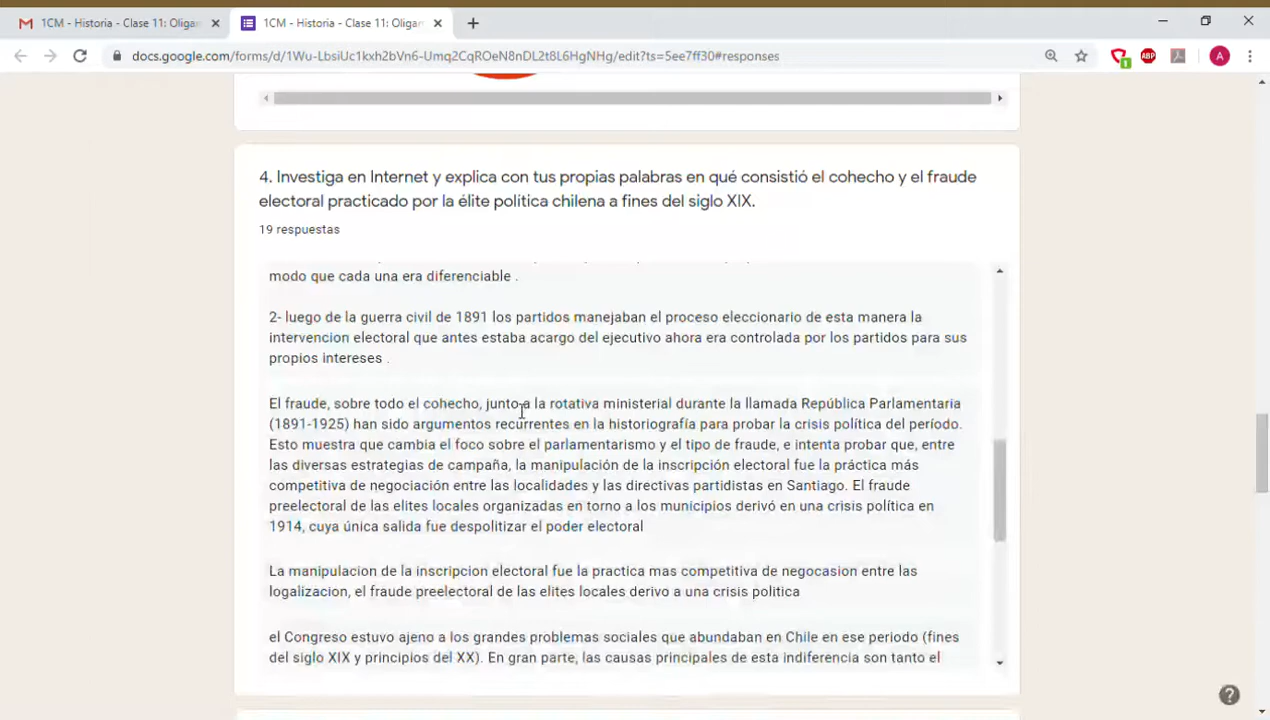 1CM - Historia - Clase 11: Oligar
1CM - Historia - Clase 11: Oligar
docs.google.com/forms/d/1Wu-LbsiUc1kxh2bVn6-Umq2CqROeN8nDL2t8L6HgNHg/edit?ts=5ee7ff30#responses
1
ABP
A
4. Investiga en Internet y explica con tus propias palabras en qué consistió el cohecho y el fraude
electoral practicado por la élite política chilena a fines del siglo XIX.
19 respuestas
modo que cada una era diferenciable .
2- luego de la guerra civil de 1891 los partidos manejaban el proceso eleccionario de esta manera la
intervencion electoral que antes estaba acargo del ejecutivo ahora era controlada por los partidos para sus
propios intereses .
El fraude, sobre todo el cohecho, junto a la rotativa ministerial durante la llamada República Parlamentaria
(1891-1925) han sido argumentos recurrentes en la historiografía para probar la crisis política del período.
Esto muestra que cambia el foco sobre el parlamentarismo y el tipo de fraude, e intenta probar que, entre
las diversas estrategias de campaña, la manipulación de la inscripción electoral fue la práctica más
competitiva de negociación entre las localidades y las directivas partidistas en Santiago. El fraude
preelectoral de las elites locales organizadas en torno a los municipios derivó en una crisis política en
1914, cuya única salida fue despolitizar el poder electoral
La manipulacion de la inscripcion electoral fue la practica mas competitiva de negocasion entre las
logalizacion, el fraude preelectoral de las elites locales derivo a una crisis politica
el Congreso estuvo ajeno a los grandes problemas sociales que abundaban en Chile en ese periodo (fines
del siglo XIX y principios del XX). En gran parte, las causas principales de esta indiferencia son tanto el